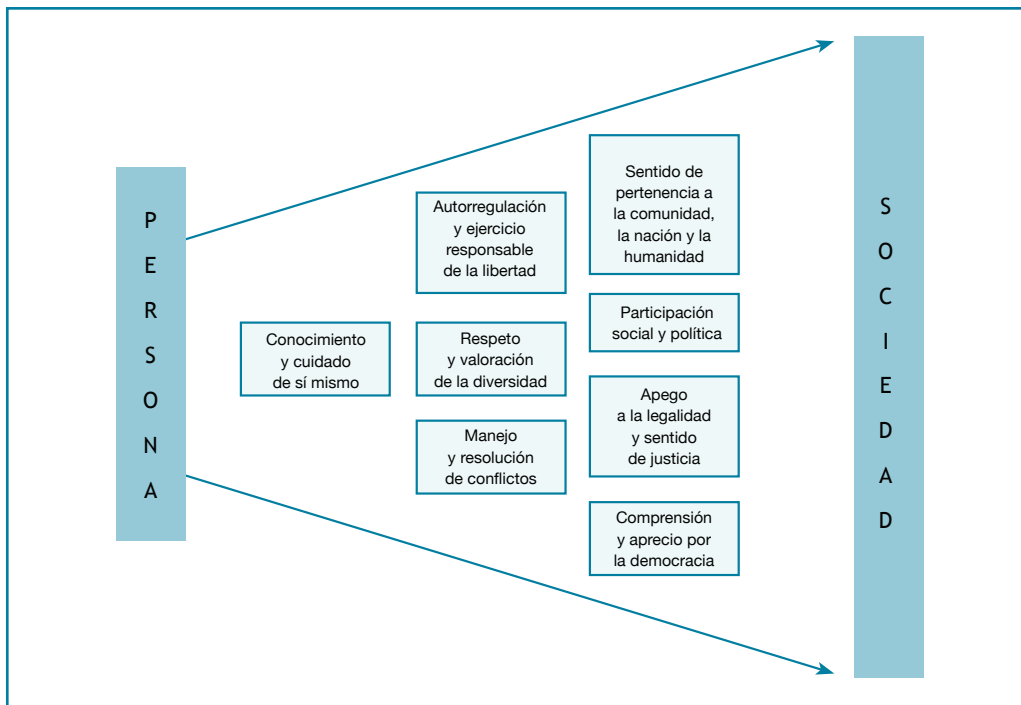 PERSONA
Conocimiento
y cuidado
de sí mismo
Autorregulación
y ejercicio
responsable
de la libertad
Respeto
y valoración
de la diversidad
Manejo
y resolución
de conflictos
Sentido de
pertenencia a
la comunidad,
la nación y la
humanidad
Participación
social y política
Apego
a la legalidad
y sentido
de justicia
Comprensión
y aprecio por
la democracia
SOCIEDAD